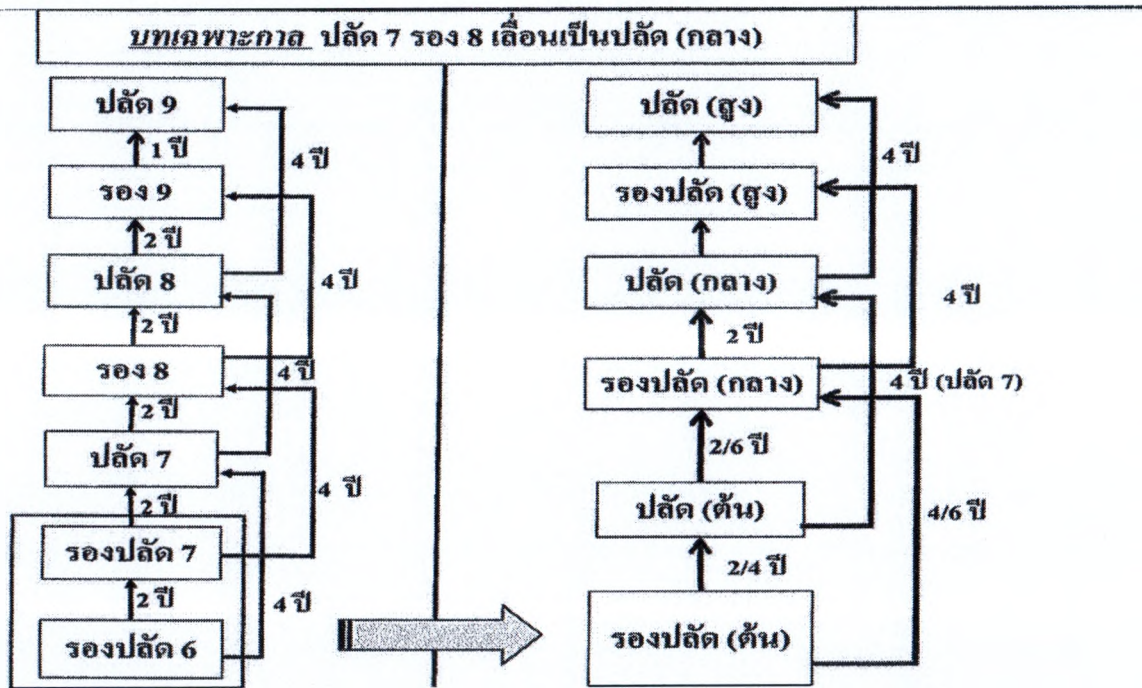 บทเฉพาะกาล ปลัด 7 รอง 8 เลื่อนเป็นปลัด (กลาง)
ปลัด 9
1 ปี
4 ปี
รอง 9
2 ปี
ปลัด 8
4 ปี
2 ปี
รอง 8
4 ปี
2 ปี
ปลัด 7
4 ปี
2 ปี
รองปลัด 7
2 ปี
4 ปี
รองปลัด 6
ปลัด (สูง)
4 ปี
รองปลัด (สูง)
ปลัด (กลาง)
4 ปี
2 ปี
รองปลัด (กลาง)
4 ปี (ปลัด 7)
2/6 ปี
ปลัด (ต้น)
4/6 ปี
2/4 ปี
รองปลัด (ต้น)